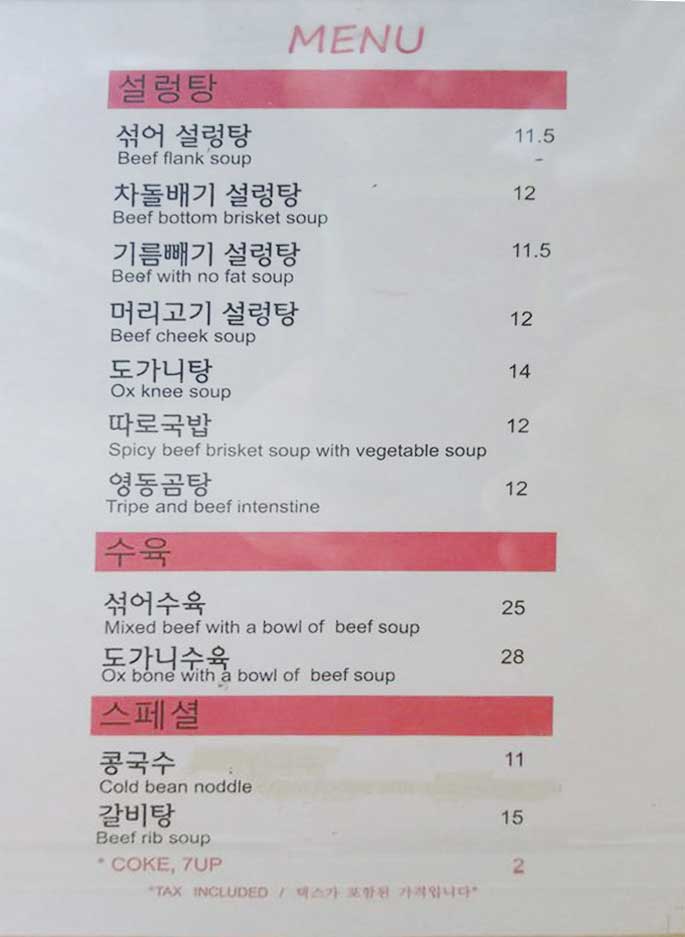 MENU
설렁탕
섞어 설렁탕 11.5
Beef flank soup
차돌배기 설렁탕 12
Beef bottom brisket soup
기름빼기 설렁탕 11.5
Beef with no fat soup
머리고기 설렁탕 12
Beef cheek soup
도가니탕 14
Ox knee soup
따로국밥 12
Spicy beef brisket soup with vegetable soup
영동곰탕 12
Tripe and beef intenstine
수육
섞어수육 25
Mixed beef with a bowl of beef soup
도가니수육 28
Ox bone with a bowl of beef soup
스페셜
콩국수 11
Cold bean noddle
갈비탕 15
Beef rib soup
* COKE, 7UP 2
*TAX INCLUDED / 택스가 포함된 가격입니다*